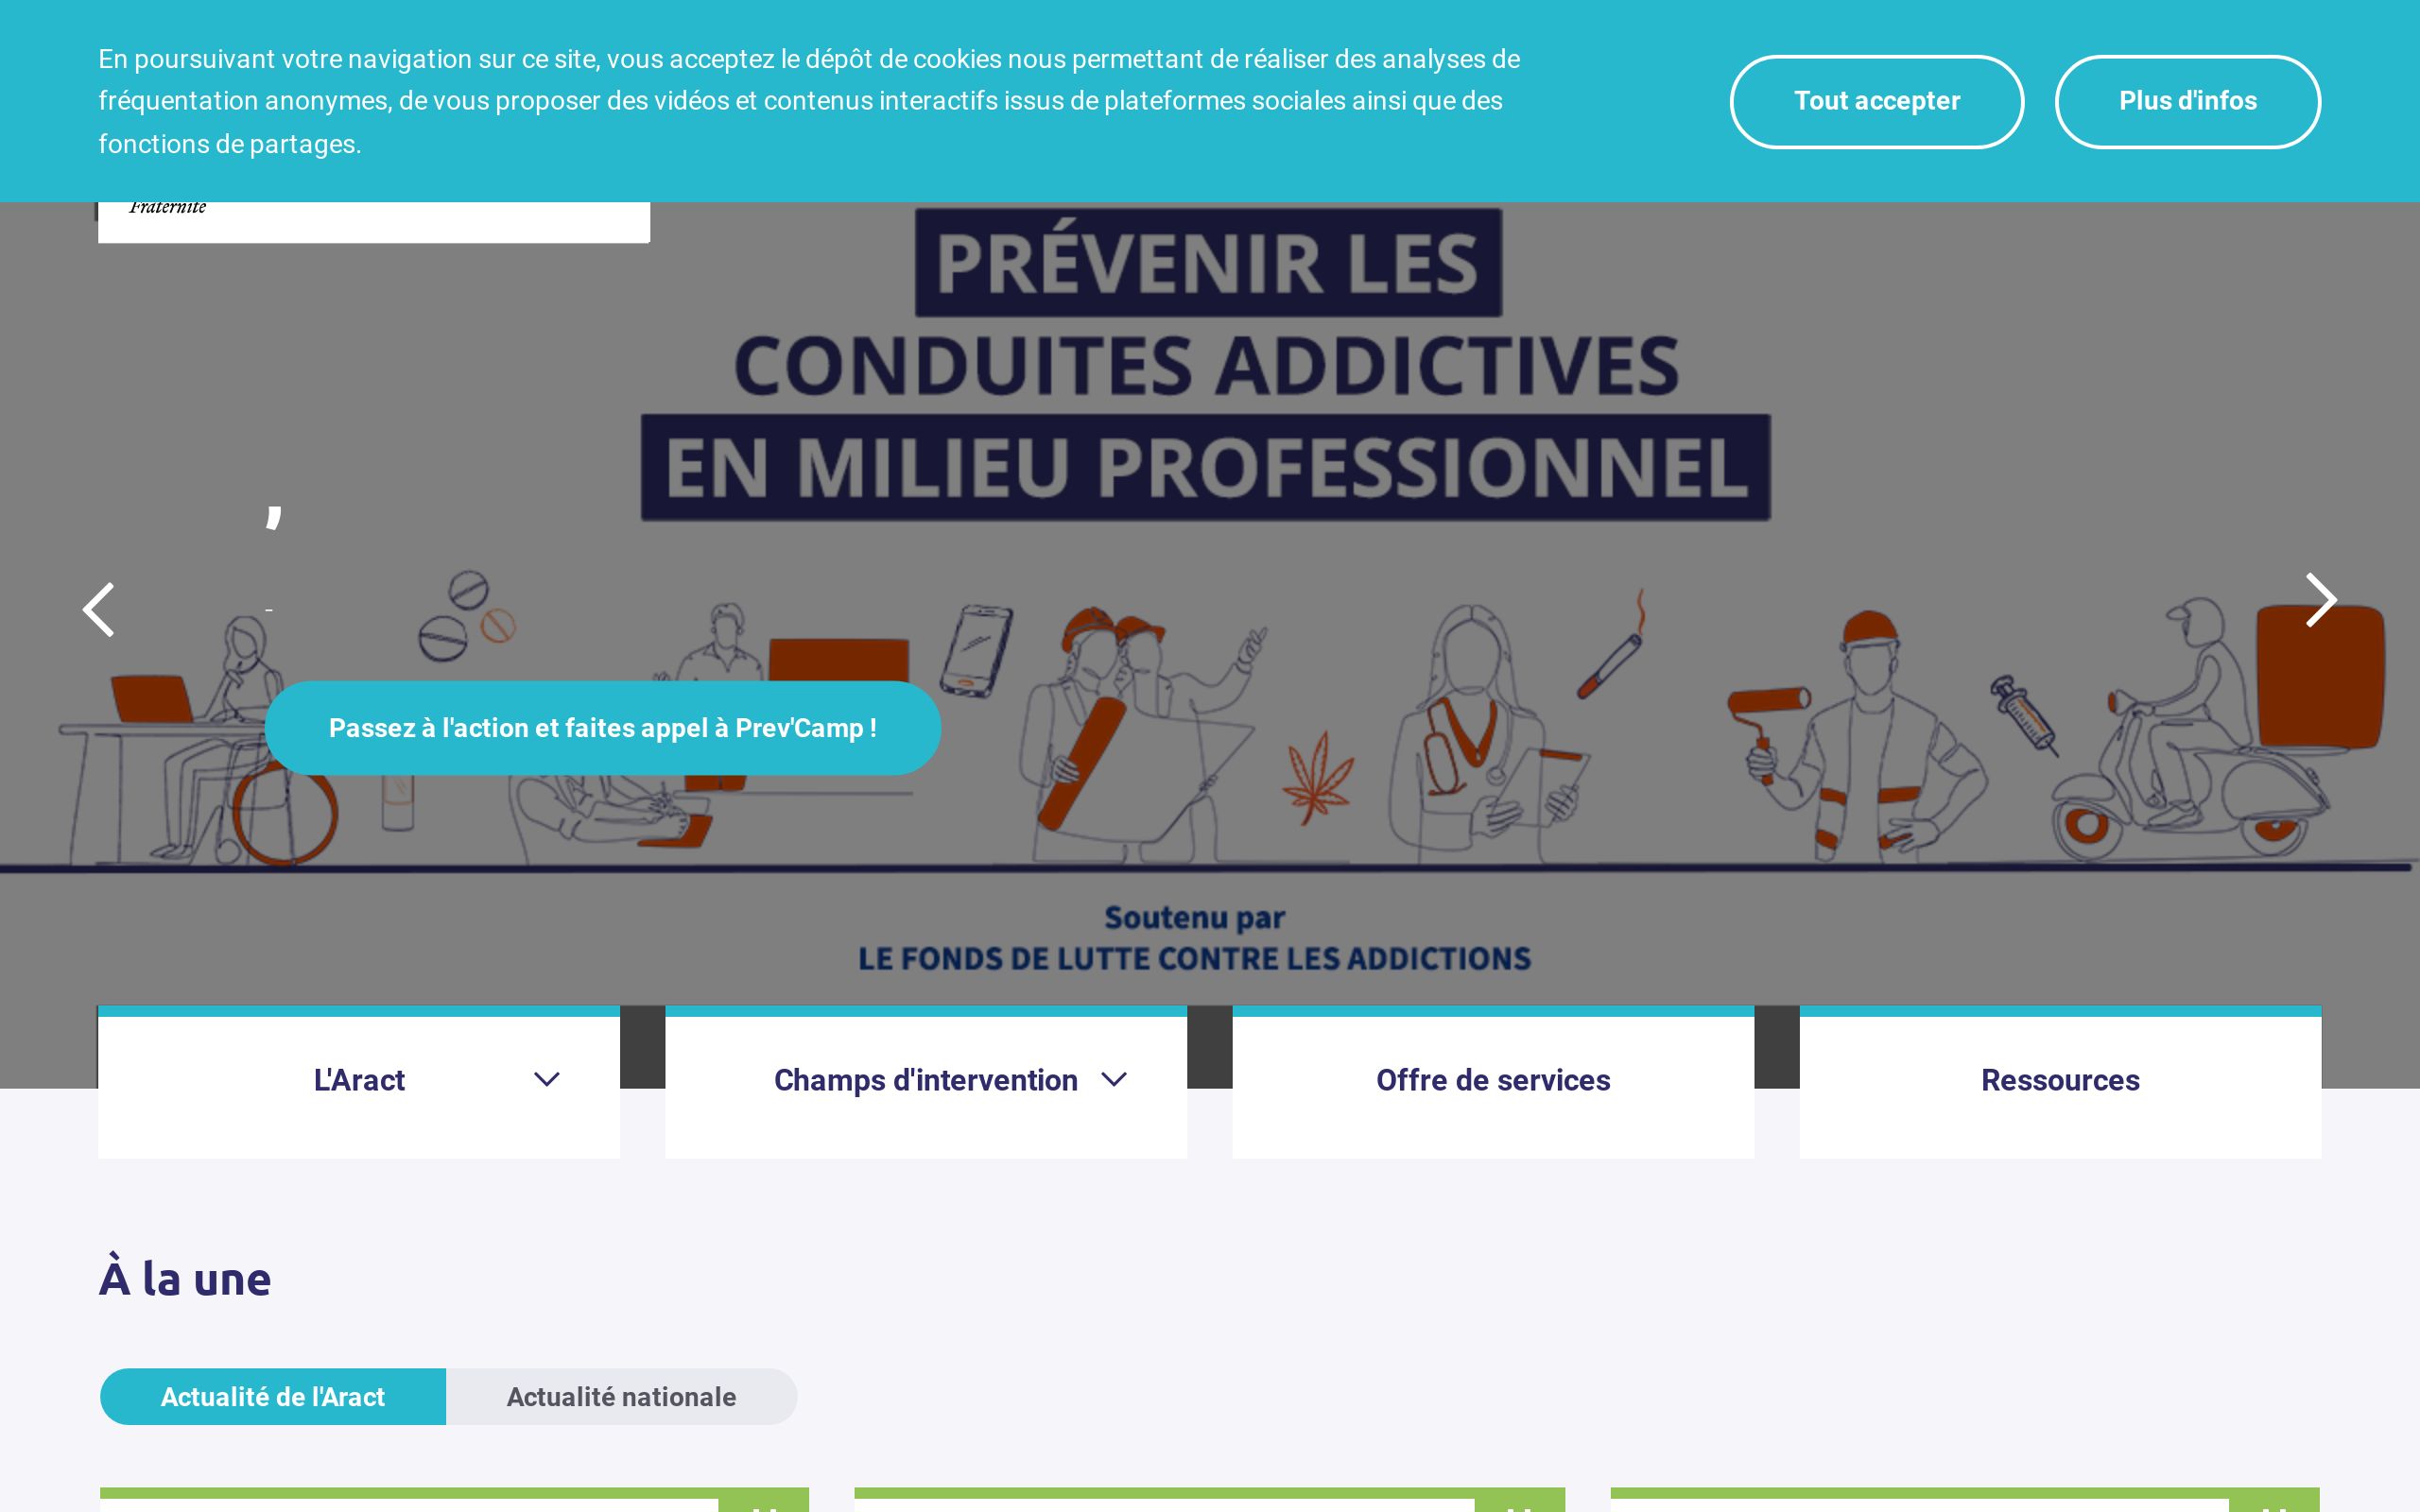 En poursuivant votre navigation sur ce site, vous acceptez le dépôt de cookies nous permettant de réaliser des analyses de
fréquentation anonymes, de vous proposer des vidéos et contenus interactifs issus de plateformes sociales ainsi que des
fonctions de partages.
Tout accepter
Plus d'infos
Fraternité
PRÉVENIR LES
CONDUITES ADDICTIVES
EN MILIEU PROFESSIONNEL
,
-
Passez à l'action et faites appel à Prev'Camp !
Soutenu par
LE FONDS DE LUTTE CONTRE LES ADDICTIONS
L'Aract
Champs d'intervention
Offre de services
Ressources
À la une
Actualité de l'Aract
Actualité nationale